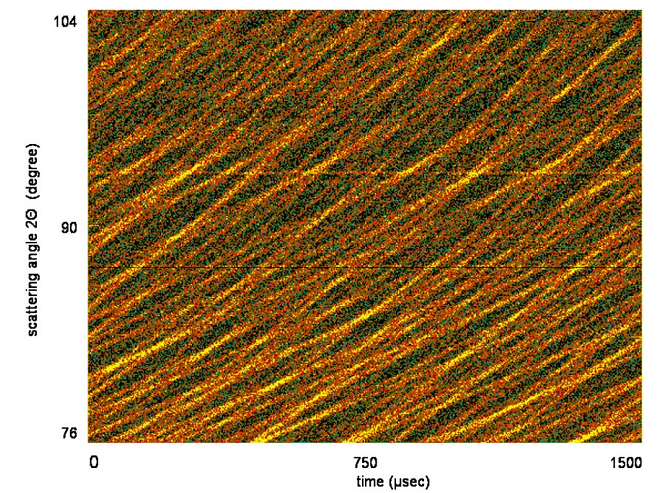 104
scattering angle 2Θ (degree)
90
76
0 750 1500
time (µsec)